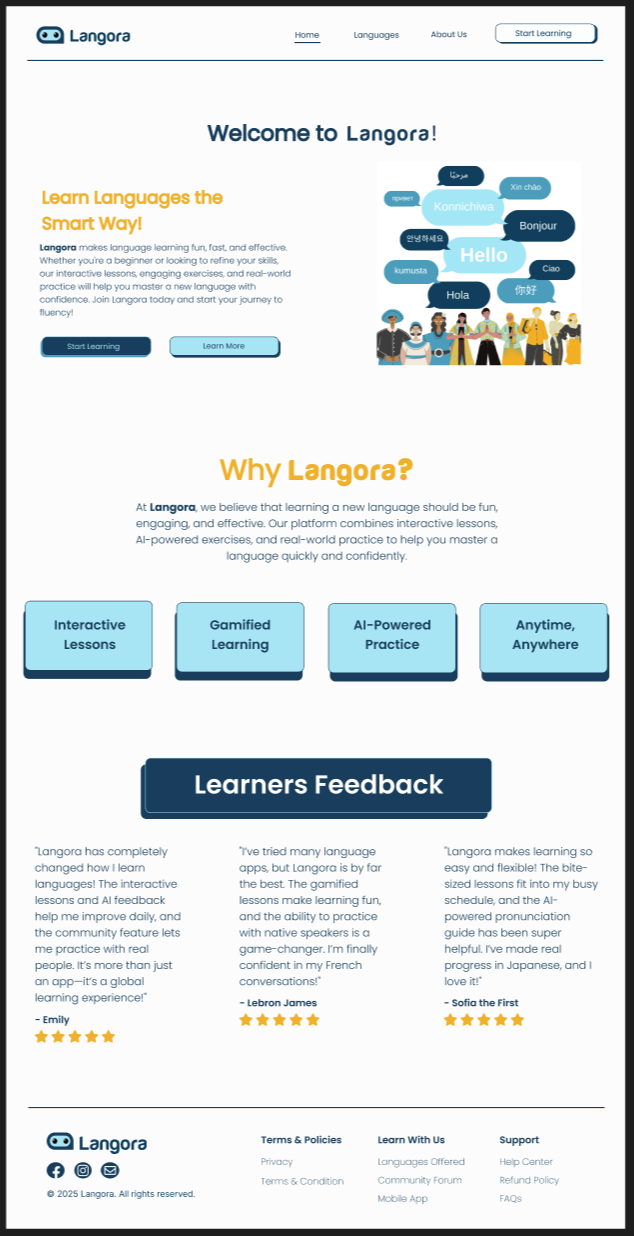 Langora
Home
Languages
About Us
Start Learning
Welcome to Langora!
Learn Languages the
Smart Way!
Langora makes language learning fun, fast, and effective.
Whether you're a beginner or looking to refine your skills,
our interactive lessons, engaging exercises, and real-world
practice will help you master a new language with
confidence. Join Langora today and start your journey to
fluency!
Start Learning
Learn More
مرحبًا
Xin chào
привет
Konnichiwa
Bonjour
안녕하세요
Hello
kumusta
Ciao
你好
Hola
Why Langora?
At Langora, we believe that learning a new language should be fun,
engaging, and effective. Our platform combines interactive lessons,
AI-powered exercises, and real-world practice to help you master a
language quickly and confidently.
Interactive
Lessons
Gamified
Learning
AI-Powered
Practice
Anytime,
Anywhere
Learners Feedback
"Langora has completely
changed how I learn
languages! The interactive
lessons and AI feedback
help me improve daily, and
the community feature lets
me practice with real
people. It's more than just
an app—it's a global
learning experience!"
- Emily
"I've tried many language
apps, but Langora is by far
the best. The gamified
lessons make learning fun,
and the ability to practice
with native speakers is a
game-changer. I'm finally
confident in my French
conversations!"
- Lebron James
"Langora makes learning so
easy and flexible! The bite-
sized lessons fit into my busy
schedule, and the AI-
powered pronunciation
guide has been super
helpful. I've made real
progress in Japanese, and I
love it!"
- Sofia the First
Langora
© 2025 Langora. All rights reserved.
Terms & Policies
Privacy
Terms & Condition
Learn With Us
Languages Offered
Community Forum
Mobile App
Support
Help Center
Refund Policy
FAQs